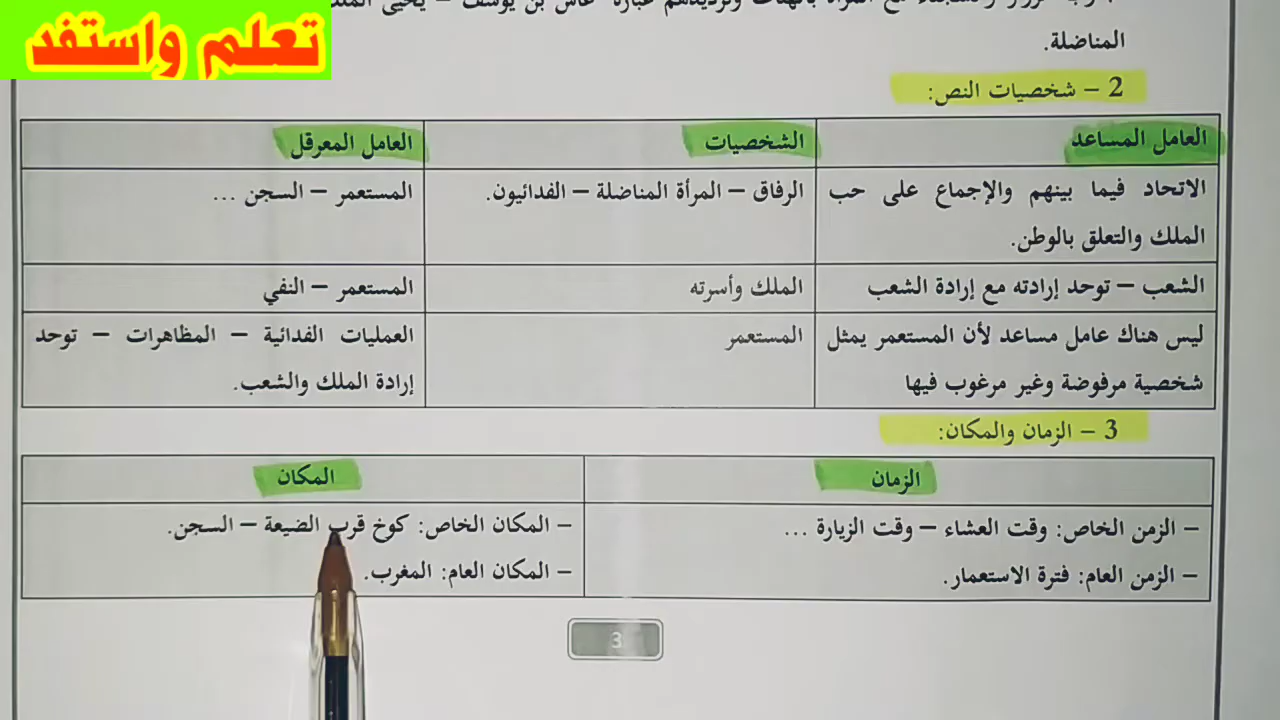 تعلم واستفد
المناضلة.
2 – شخصيات النص:
العامل المساعد الشخصيات العامل المعرقل
الاتحاد فيما بينهم والإجماع على حب الرفاق – المرأة المناضلة – الفدائيون. المستعمر – السجن ...
الملك والتعلق بالوطن.
الشعب – توحد إرادته مع إرادة الشعب الملك وأسرته المستعمر – النفي
ليس هناك عامل مساعد لأن المستعمر يمثل المستعمر العمليات الفدائية – المظاهرات – توحد
شخصية مرفوضة وغير مرغوب فيها إرادة الملك والشعب.
3 – الزمان والمكان:
الزمان المكان
– الزمن الخاص: وقت العشاء – وقت الزيارة ... – المكان الخاص: كوخ قرب الضيعة – السجن.
– الزمن العام: فترة الاستعمار. – المكان العام: المغرب.
3